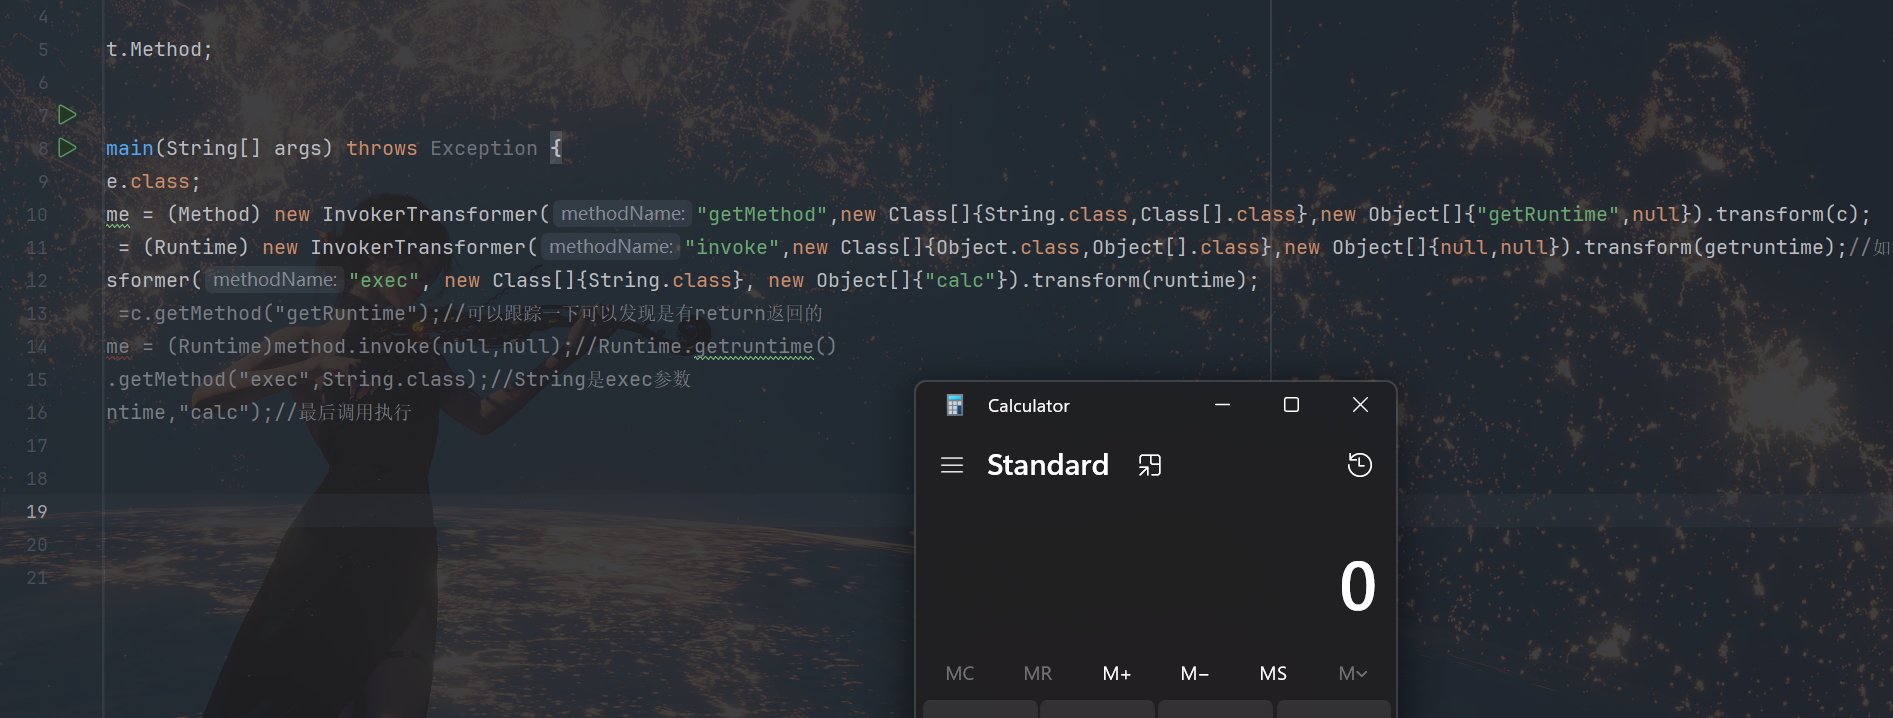 4
5 t.Method;
6
7
8 main(String[] args) throws Exception {
9 e.class;
10 me = (Method) new InvokerTransformer( methodName: "getMethod",new Class[]{String.class,Class[].class},new Object[]{"getRuntime",null}).transform(c);
11 = (Runtime) new InvokerTransformer( methodName: "invoke",new Class[]{Object.class,Object[].class},new Object[]{null,null}).transform(getruntime);//如
12 sformer( methodName: "exec", new Class[]{String.class}, new Object[]{"calc"}).transform(runtime);
13 =c.getMethod("getRuntime");//可以跟踪一下可以发现是有return返回的
14 me = (Runtime)method.invoke(null,null);//Runtime.getruntime()
15 .getMethod("exec",String.class);//String是exec参数
16 ntime,"calc");//最后调用执行
17
18
19
20
21
Calculator
Standard
0
MC MR M+ M− MS M